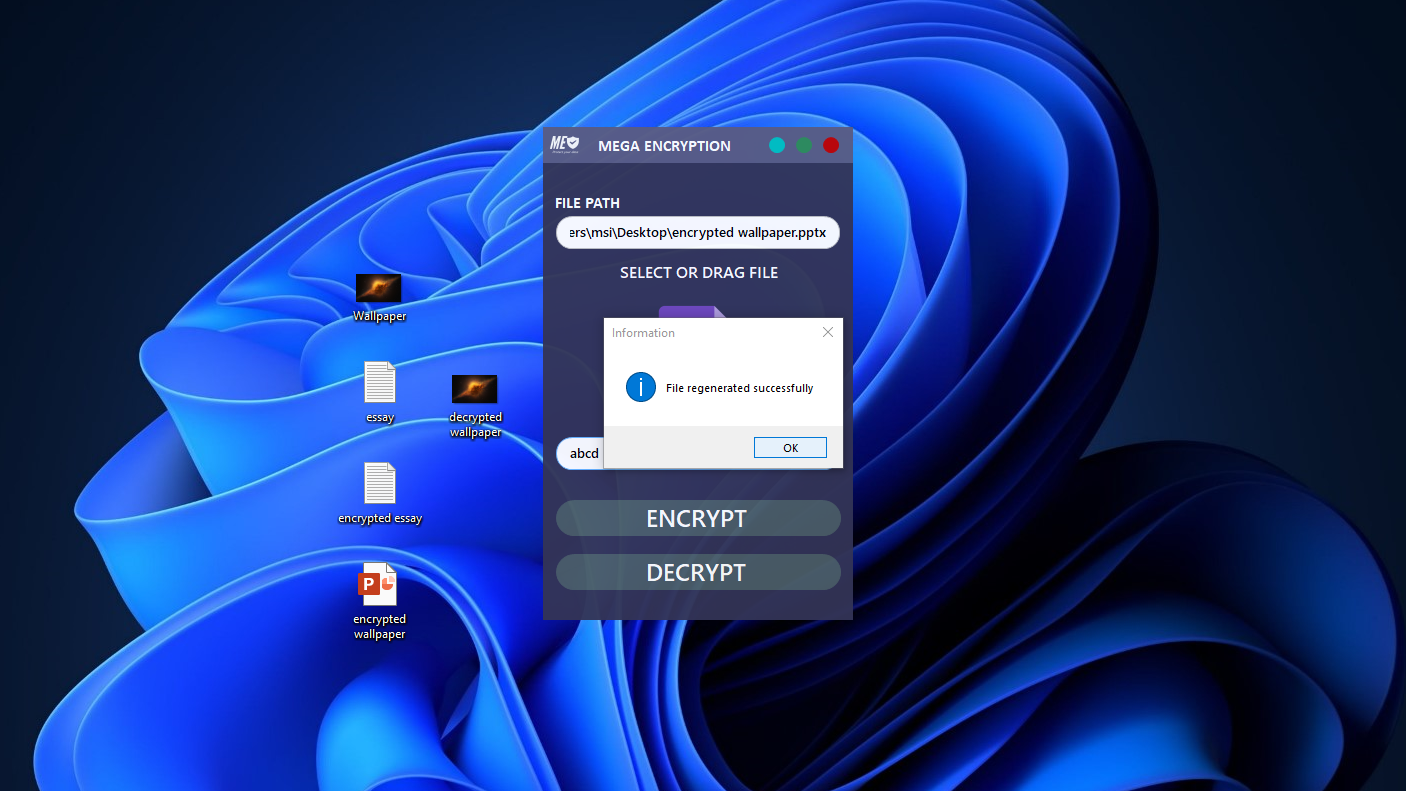 ME
MEGA ENCRYPTION
FILE PATH
ers\msi\Desktop\encrypted wallpaper.pptx
SELECT OR DRAG FILE
Information
File regenerated successfully
OK
abcd
ENCRYPT
DECRYPT
Wallpaper
essay
decrypted
wallpaper
encrypted essay
P
encrypted
wallpaper